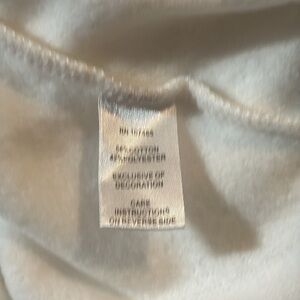 COTTON
POLYESTER
EXCLUSIVE OF
DECORATION
CARE
INSTRUCTIONS
ON REVERSE SIDE